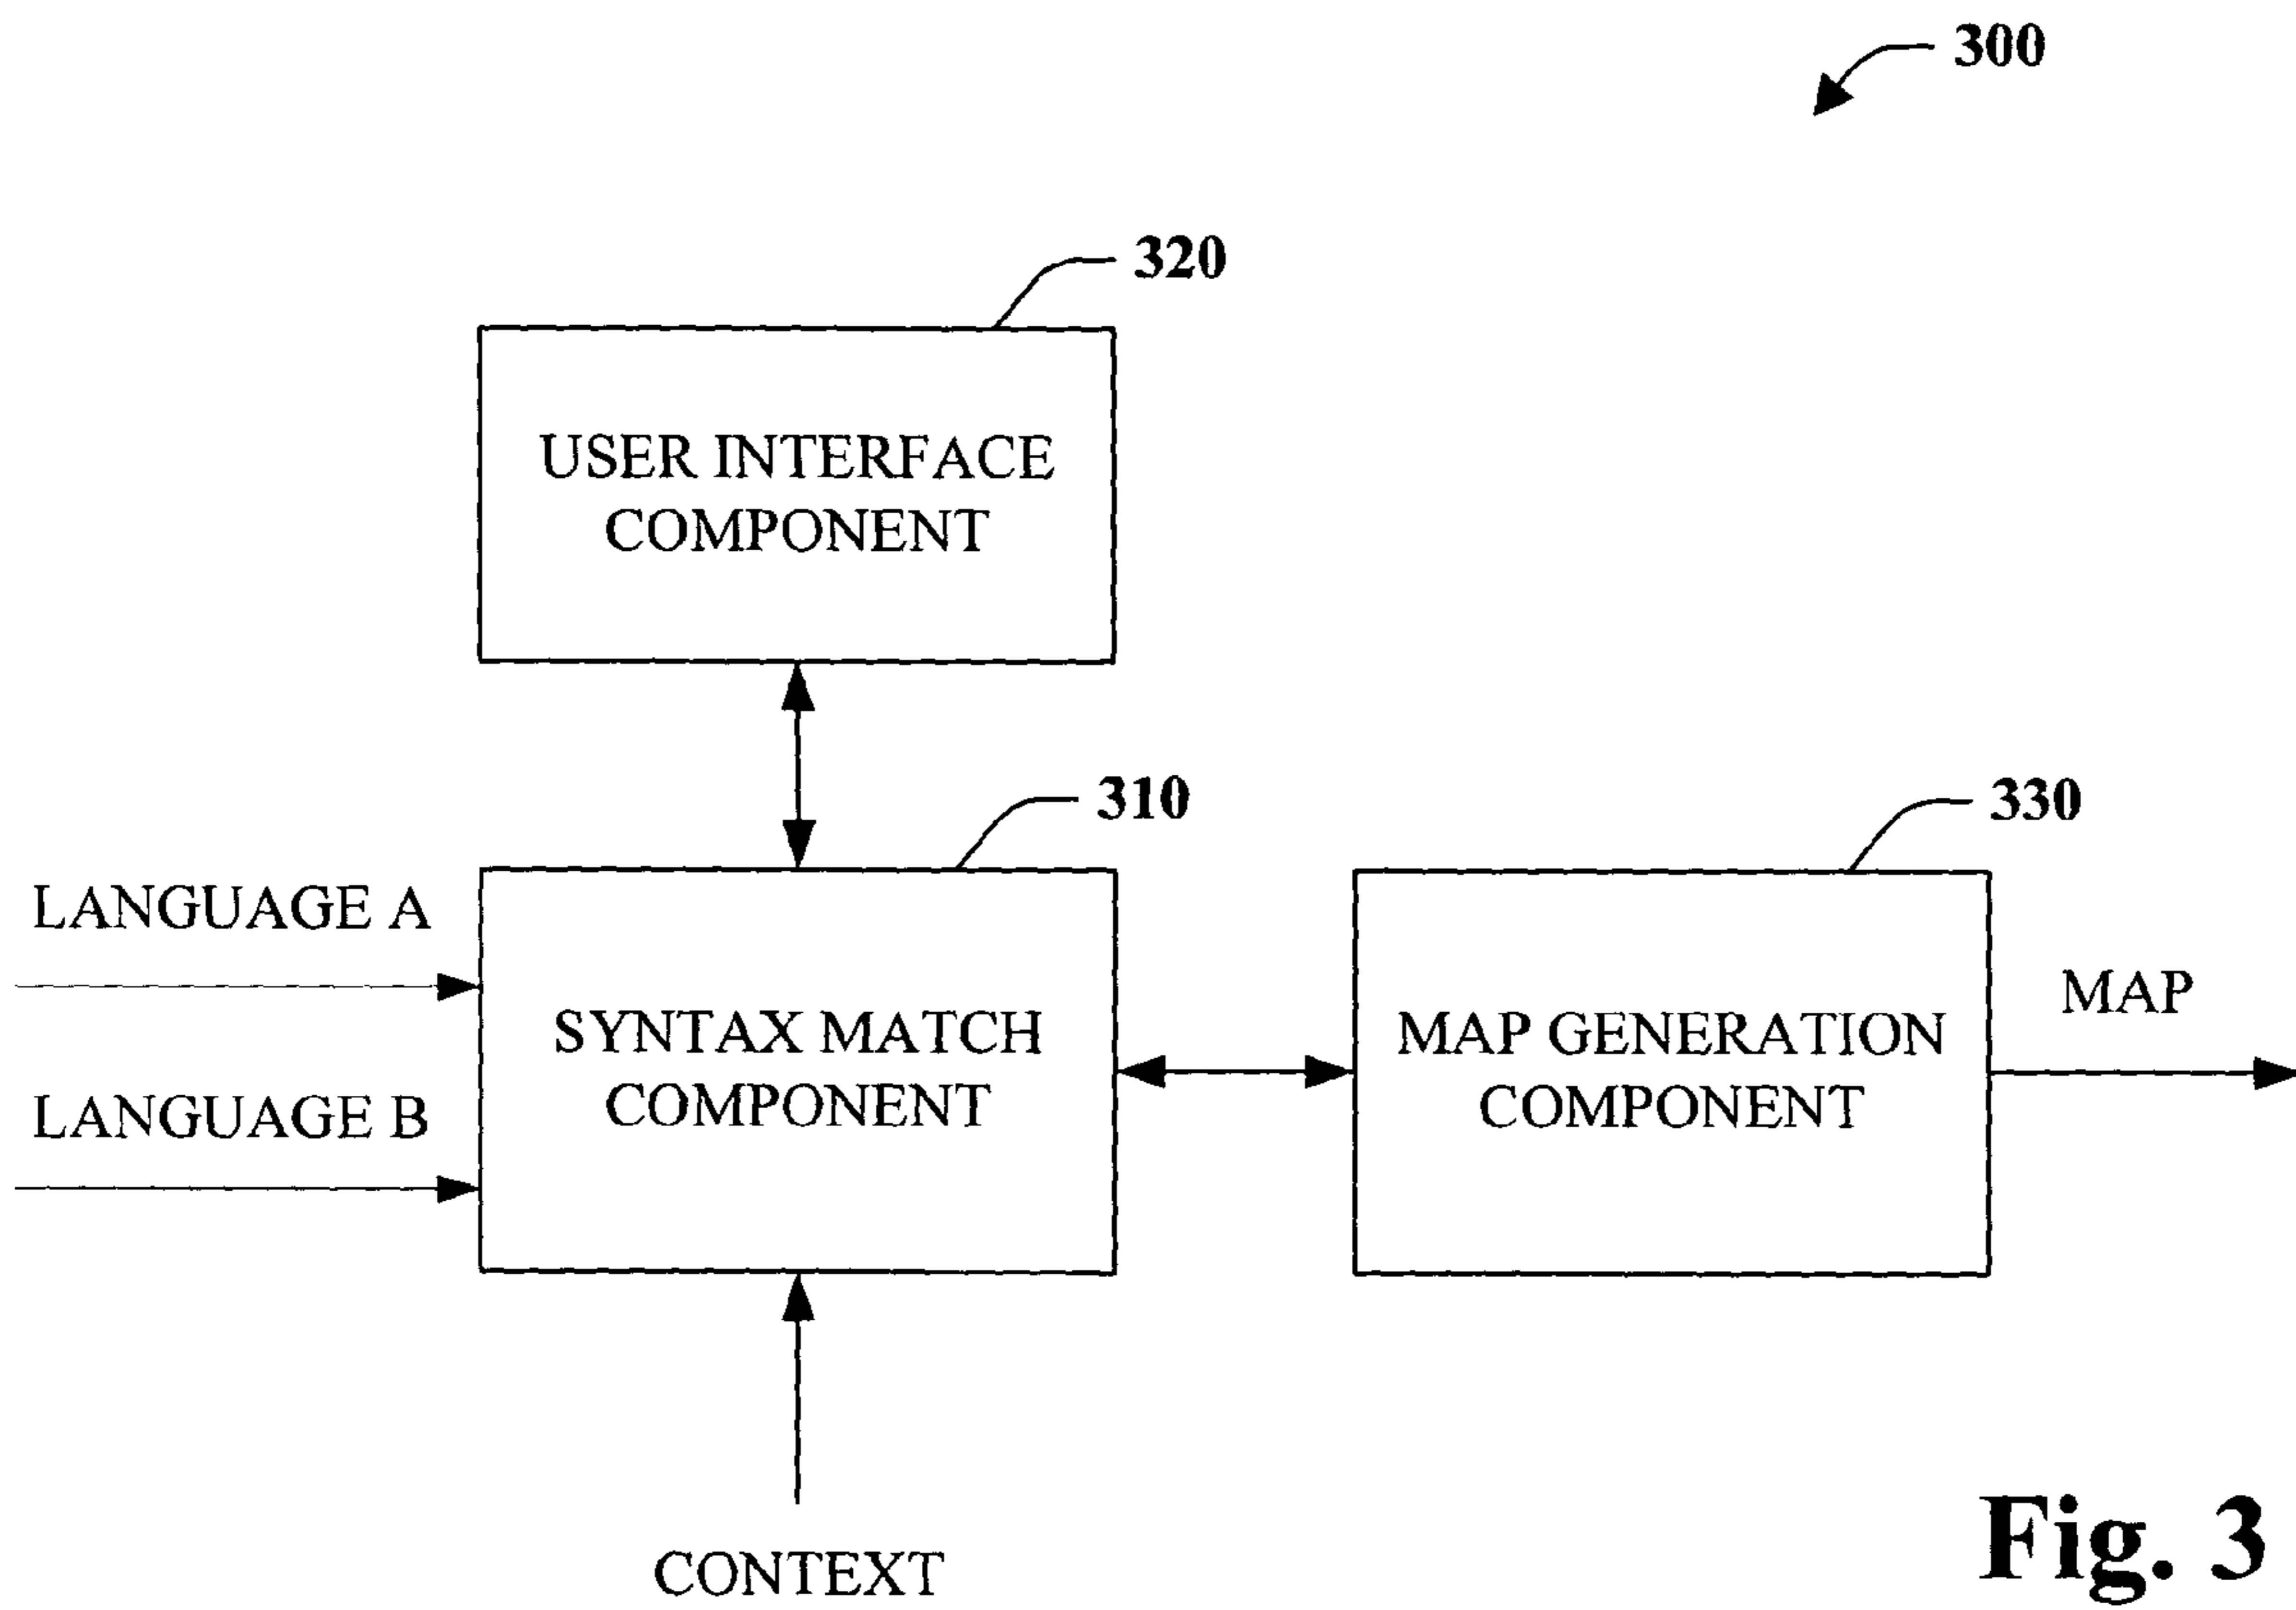 300
320
USER INTERFACE
COMPONENT
310
330
LANGUAGE A
LANGUAGE B
SYNTAX MATCH
COMPONENT
MAP GENERATION
COMPONENT
MAP
CONTEXT
Fig. 3